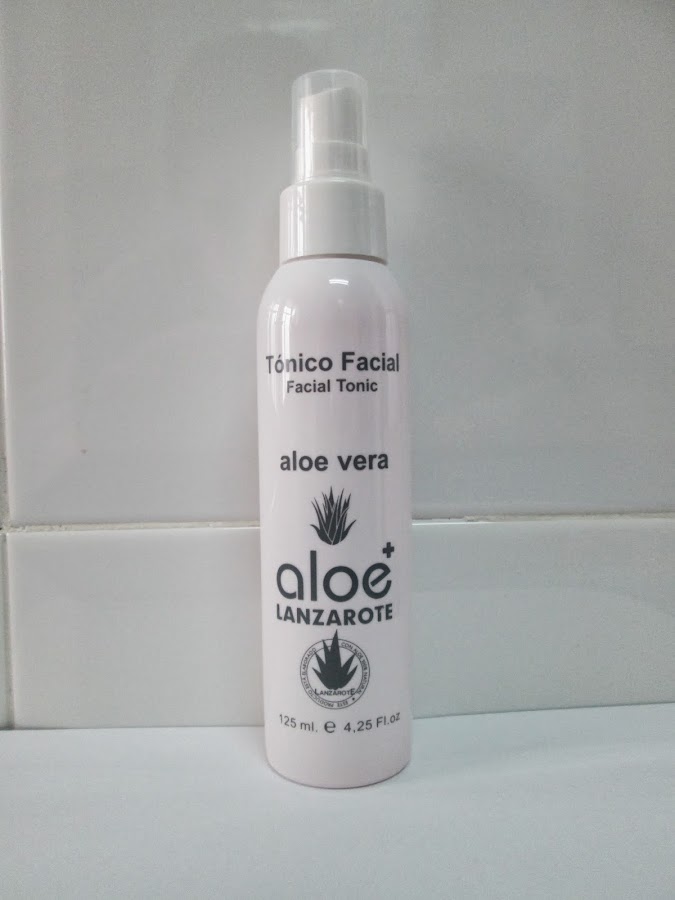 Tónico Facial
Facial Tonic
aloe vera
aloe+
LANZAROTE
LANZAROTE
125 ml. e 4,25 Fl.oz